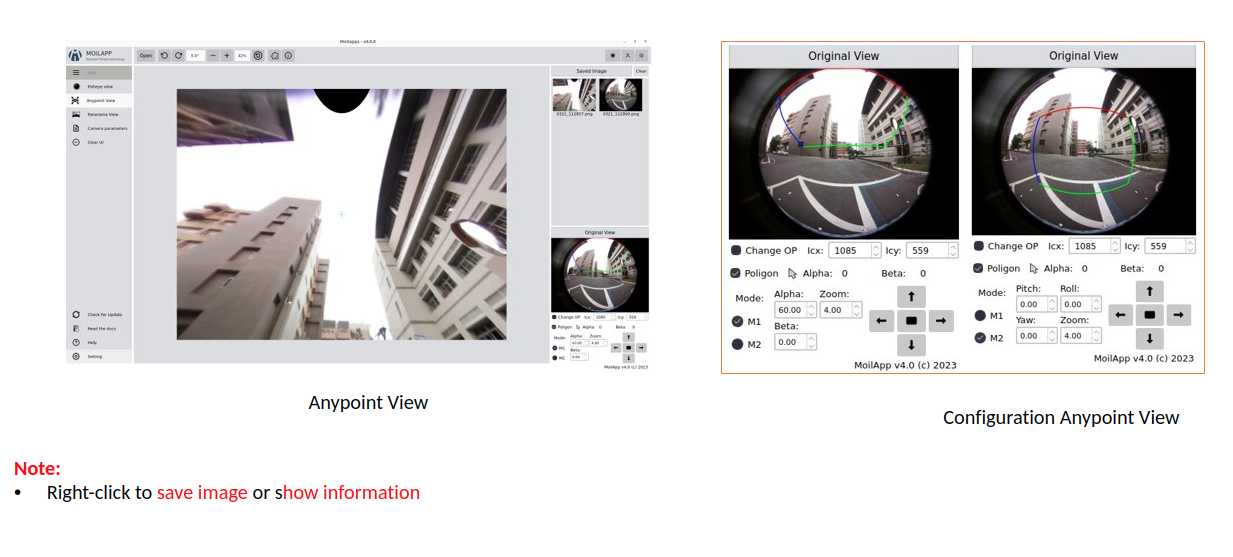 Moilapps - v4.0.0
MOILAPP
Open
0.0°
42%
Fisheye view
Anypoint View
Panorama View
Camera parameters
Clear UI
Check for Update
Read the docs
Help
Setting
Saved Image
Clear
0321_112857.png
0321_112900.png
Original View
Change OP Icx: 1085 Icy: 559
Poligon Alpha: 0 Beta: 0
Mode: Alpha: Zoom:
60.00 4.00
M1
Beta:
M2 0.00
MoilApp v4.0 (c) 2023
Anypoint View
Original View
Change OP Icx: 1085 Icy: 559
Poligon Alpha: 0 Beta: 0
Mode: Alpha: Zoom:
60.00 4.00
M1
Beta:
M2 0.00
MoilApp v4.0 (c) 2023
Original View
Change OP Icx: 1085 Icy: 559
Poligon Alpha: 0 Beta: 0
Mode: Pitch: Roll:
0.00 0.00
M1
Yaw: Zoom:
M2 0.00 4.00
MoilApp v4.0 (c) 2023
Configuration Anypoint View
Note:
• Right-click to save image or show information